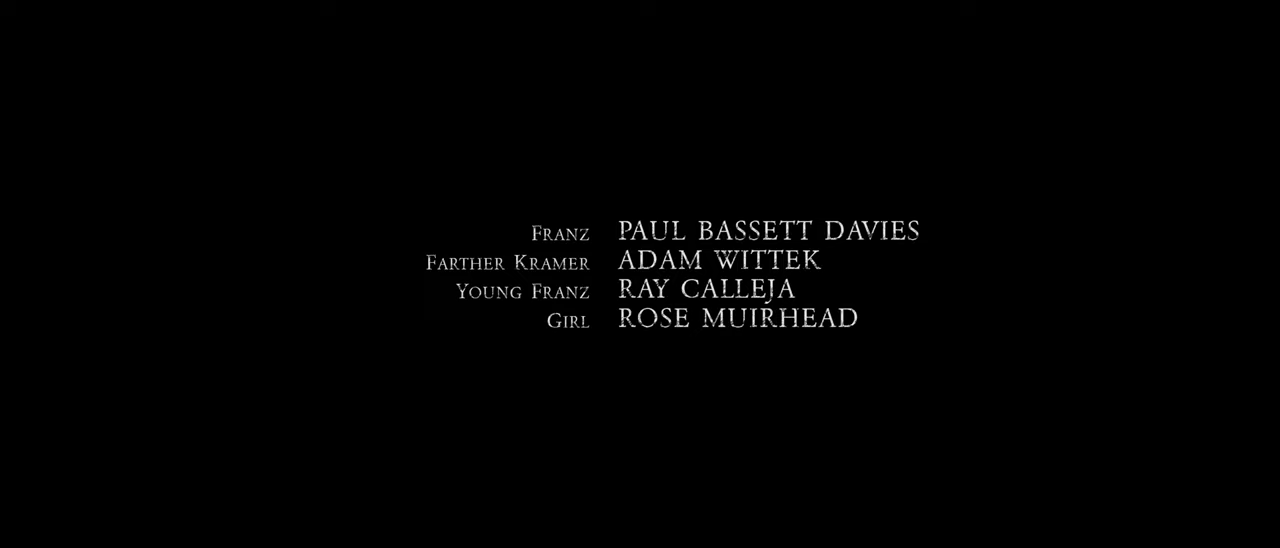 Franz PAUL BASSETT DAVIES
Farther Kramer ADAM WITTEK
Young Franz RAY CALLEJA
Girl ROSE MUIRHEAD